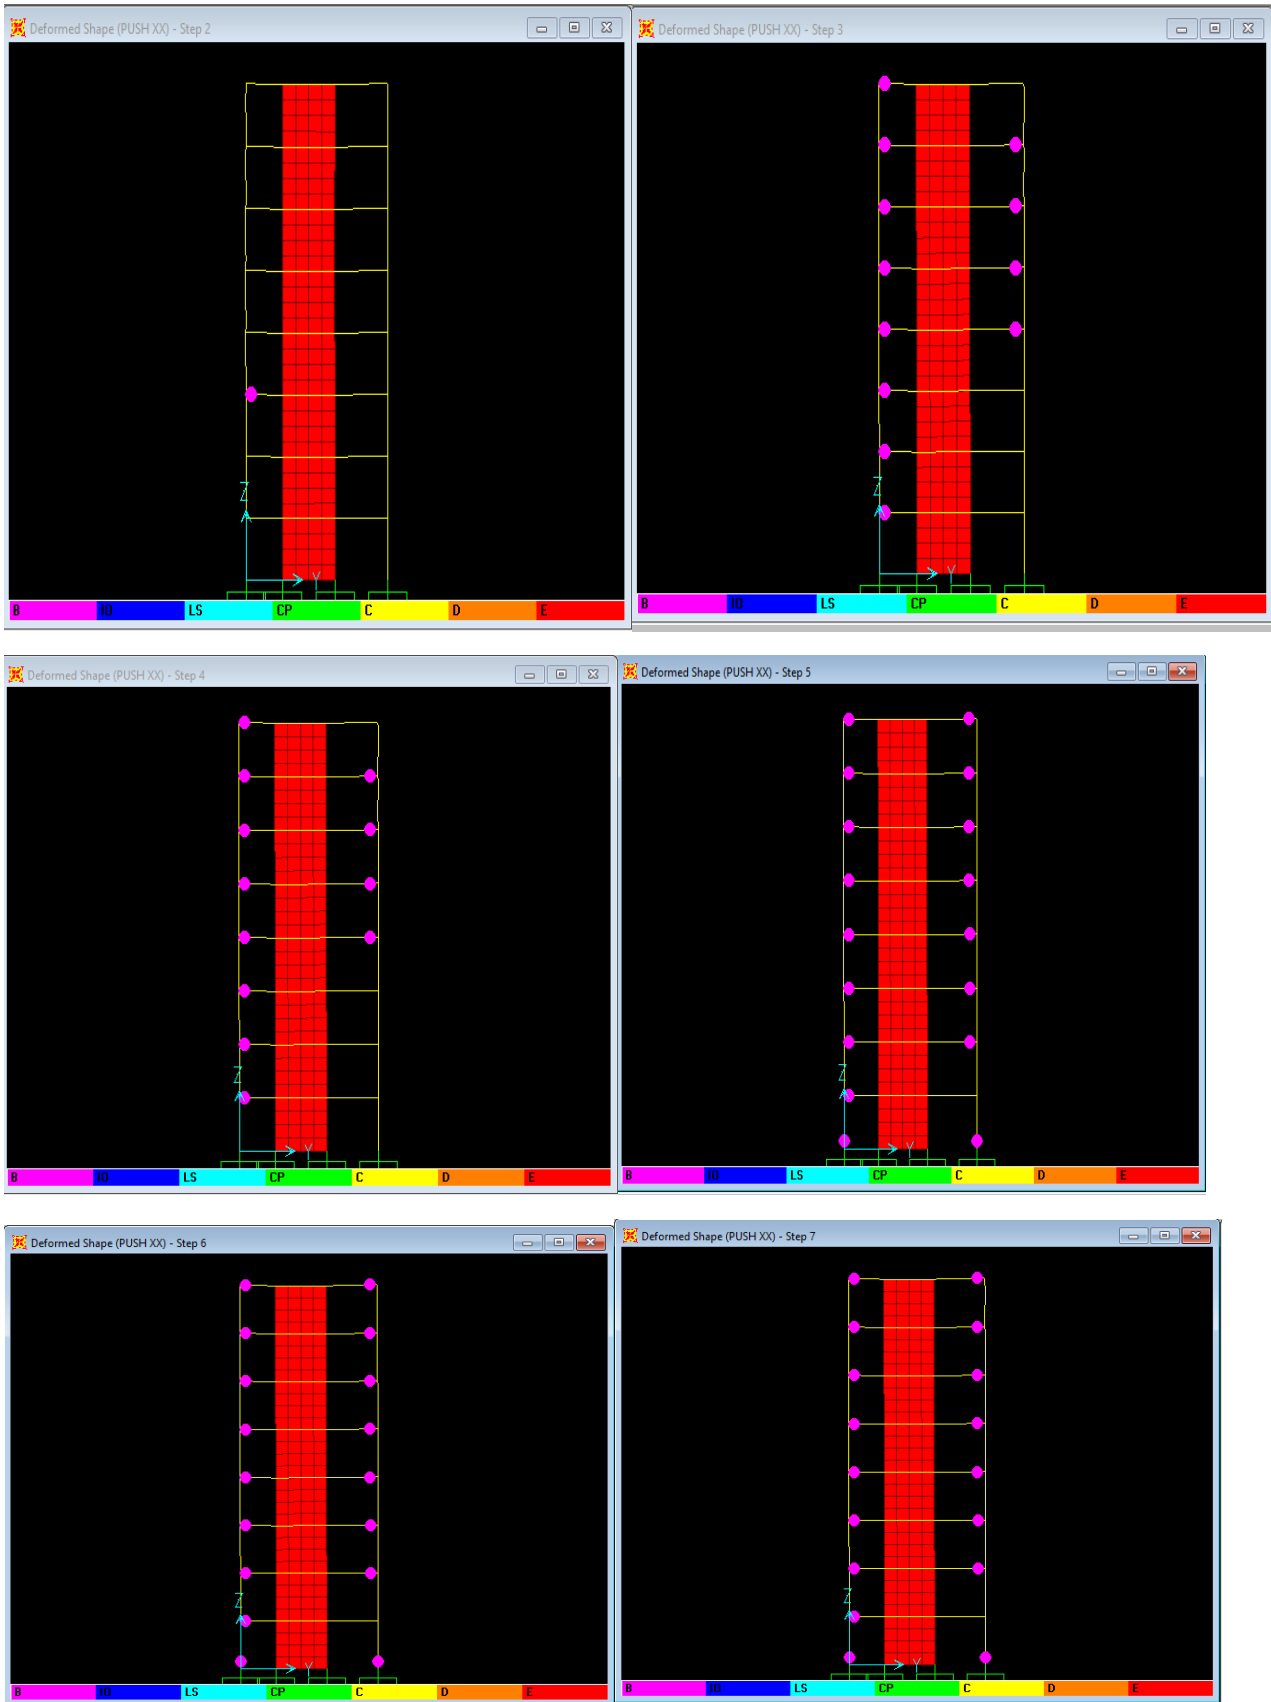 Deformed Shape (PUSH XX) - Step 2
Z
Y
B IO LS CP C D E
Deformed Shape (PUSH XX) - Step 3
Z
Y
B IO LS CP C D E
Deformed Shape (PUSH XX) - Step 4
Z
Y
B IO LS CP C D E
Deformed Shape (PUSH XX) - Step 5
Z
Y
B IO LS CP C D E
Deformed Shape (PUSH XX) - Step 6
Z
Y
B IO LS CP C D E
Deformed Shape (PUSH XX) - Step 7
Z
Y
B IO LS CP C D E